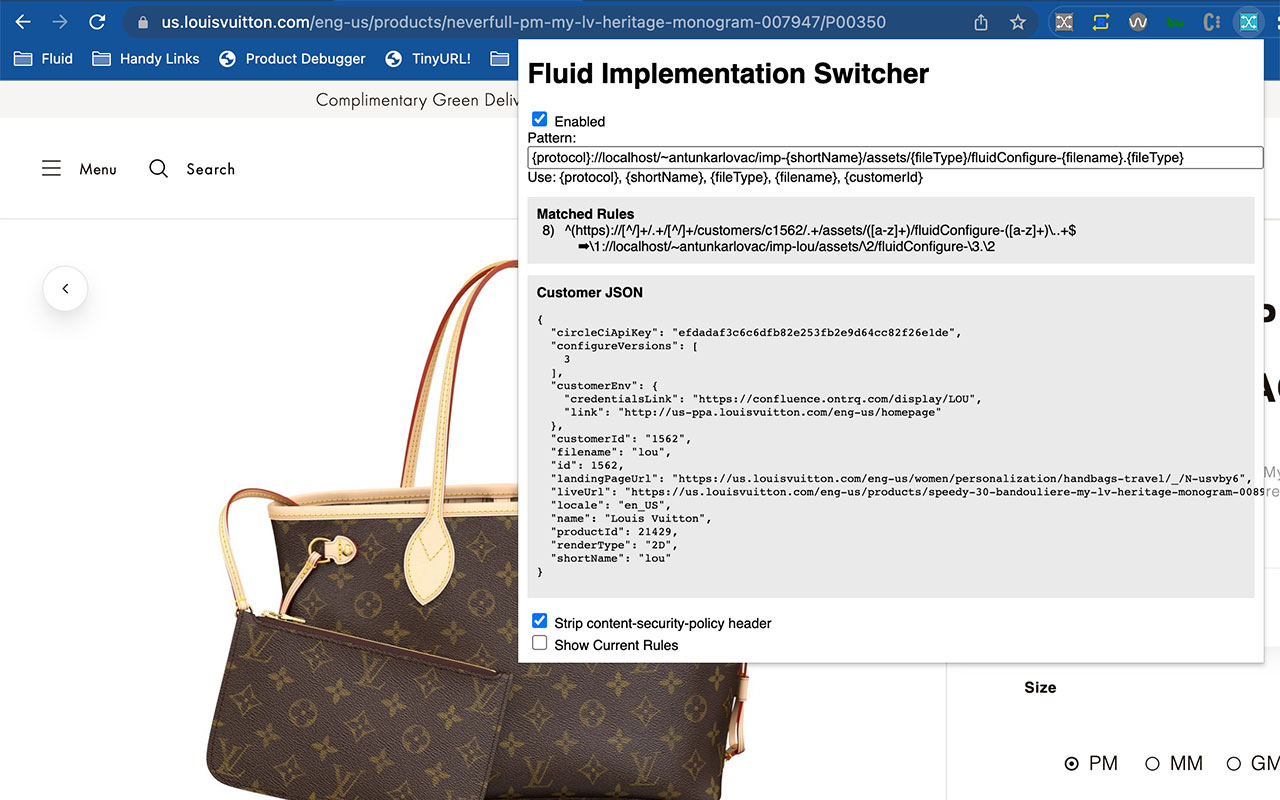 us.louisvuitton.com/eng-us/products/neverfull-pm-my-lv-heritage-monogram-007947/P00350
Fluid Handy Links Product Debugger TinyURL!
Complimentary Green Deliv
Menu Search
Fluid Implementation Switcher
Enabled
Pattern:
{protocol}://localhost/~antunkarlovac/imp-{shortName}/assets/{fileType}/fluidConfigure-{filename}.{fileType}
Use: {protocol}, {shortName}, {fileType}, {filename}, {customerId}
Matched Rules
8) ^(https)://[^/]+/.+/[^/]+/customers/c1562/.+/assets/([a-z]+)/fluidConfigure-([a-z]+)\..+$
➡\1://localhost/~antunkarlovac/imp-lou/assets/\2/fluidConfigure-\3.\2
Customer JSON
{
"circleCiApiKey": "efdadaf3c6c6dfb82e253fb2e9d64cc82f26e1de",
"configureVersions": [
3
],
"customerEnv": {
"credentialsLink": "https://confluence.ontrq.com/display/LOU",
"link": "http://us-ppa.louisvuitton.com/eng-us/homepage"
},
"customerId": "1562",
"filename": "lou",
"id": 1562,
"landingPageUrl": "https://us.louisvuitton.com/eng-us/women/personalization/handbags-travel/_/N-usvby6",
"liveUrl": "https://us.louisvuitton.com/eng-us/products/speedy-30-bandouliere-my-lv-heritage-monogram-0089
"locale": "en_US",
"name": "Louis Vuitton",
"productId": 21429,
"renderType": "2D",
"shortName": "lou"
}
Strip content-security-policy header
Show Current Rules
Size
PM MM GM